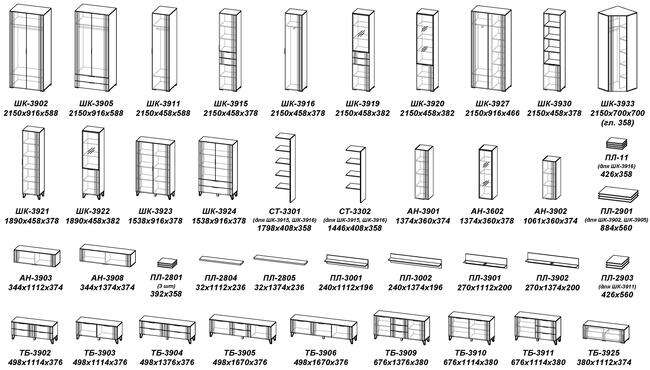 ШК-3902 ШК-3905 ШК-3911 ШК-3915 ШК-3916 ШК-3919 ШК-3920 ШК-3927 ШК-3930 ШК-3933
2150x916x588 2150x916x588 2150x458x588 2150x458x378 2150x458x378 2150x458x382 2150x458x382 2150x916x466 2150x458x378 2150x700x700
(гл. 358)
ПЛ-11
(для ШК-3916)
426x358
ШК-3921 ШК-3922 ШК-3923 ШК-3924 СТ-3301 СТ-3302 АН-3901 АН-3602 АН-3902 ПЛ-2901
1890x458x378 1890x458x382 1538x916x378 1538x916x378 (для ШК-3915, ШК-3916) (для ШК-3915, ШК-3916) 1374x360x374 1374x360x378 1061x360x374 (для ШК-3902, ШК-3905)
1798x408x358 1446x408x358 884x560
АН-3903 АН-3908 ПЛ-2801 ПЛ-2804 ПЛ-2805 ПЛ-3001 ПЛ-3002 ПЛ-3901 ПЛ-3902 ПЛ-2903
344x1112x374 344x1374x374 (3 шт) 32x1112x236 32x1374x236 240x1112x196 240x1374x196 270x1112x200 270x1374x200 (для ШК-3911)
392x358 426x560
ТБ-3902 ТБ-3903 ТБ-3904 ТБ-3905 ТБ-3906 ТБ-3909 ТБ-3910 ТБ-3911 ТБ-3925
498x1114x376 498x1114x376 498x1376x376 498x1670x376 498x1670x376 676x1376x380 676x1114x380 676x1114x380 380x1112x374